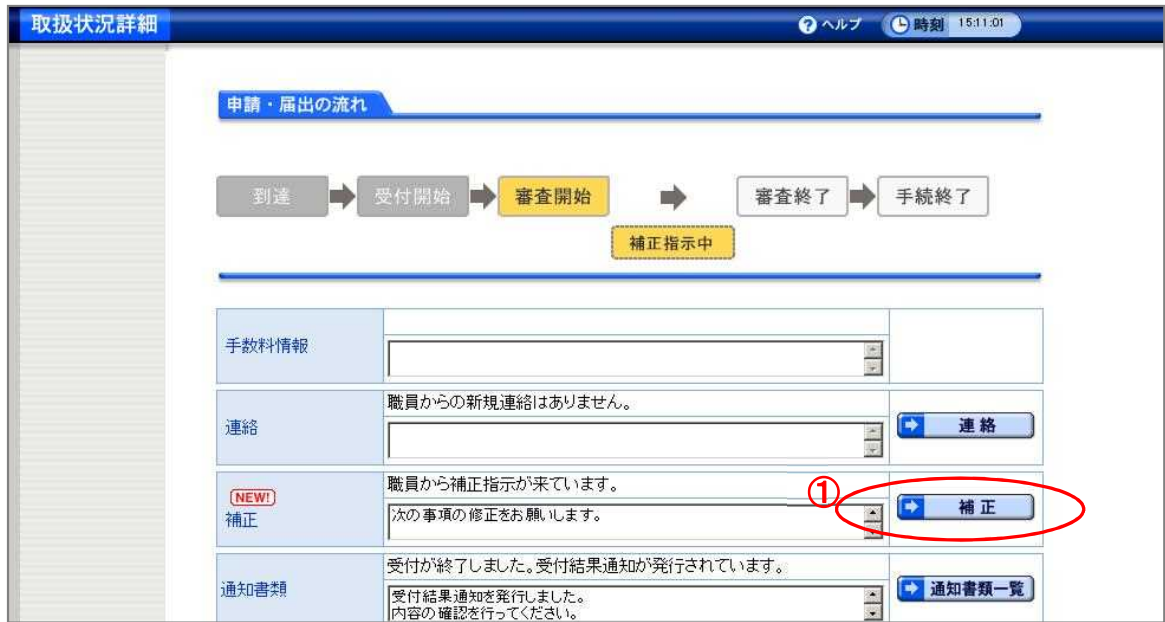 取扱状況詳細 ? ヘルプ 時刻 15:11:01
申請・届出の流れ
到達 受付開始 審査開始 審査終了 手続終了
補正指示中
手数料情報
職員からの新規連絡はありません。
連絡 連絡
職員から補正指示が来ています。 ①
NEW!
補正 次の事項の修正をお願いします。 補正
受付が終了しました。受付結果通知が発行されています。
通知書類 受付結果通知を発行しました。 通知書類一覧
内容の確認を行ってください。